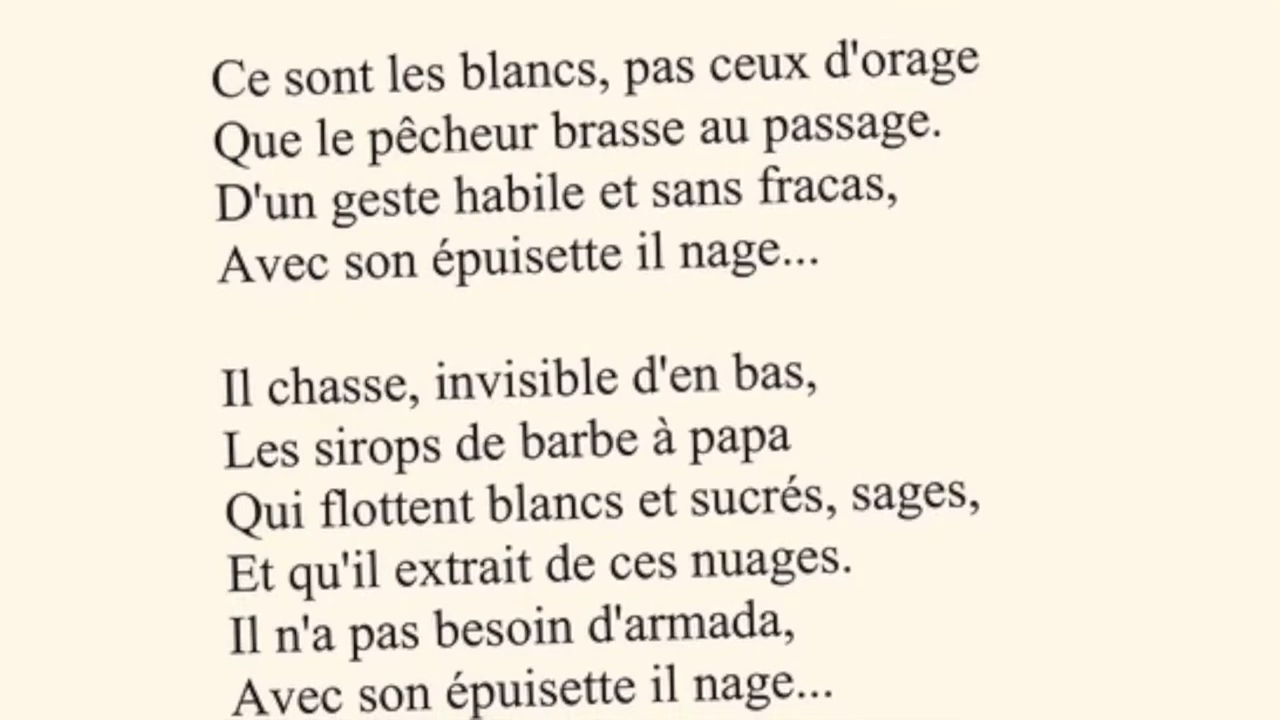 Ce sont les blancs, pas ceux d'orage
Que le pêcheur brasse au passage.
D'un geste habile et sans fracas,
Avec son épuisette il nage...
Il chasse, invisible d'en bas,
Les sirops de barbe à papa
Qui flottent blancs et sucrés, sages,
Et qu'il extrait de ces nuages.
Il n'a pas besoin d'armada,
Avec son épuisette il nage...